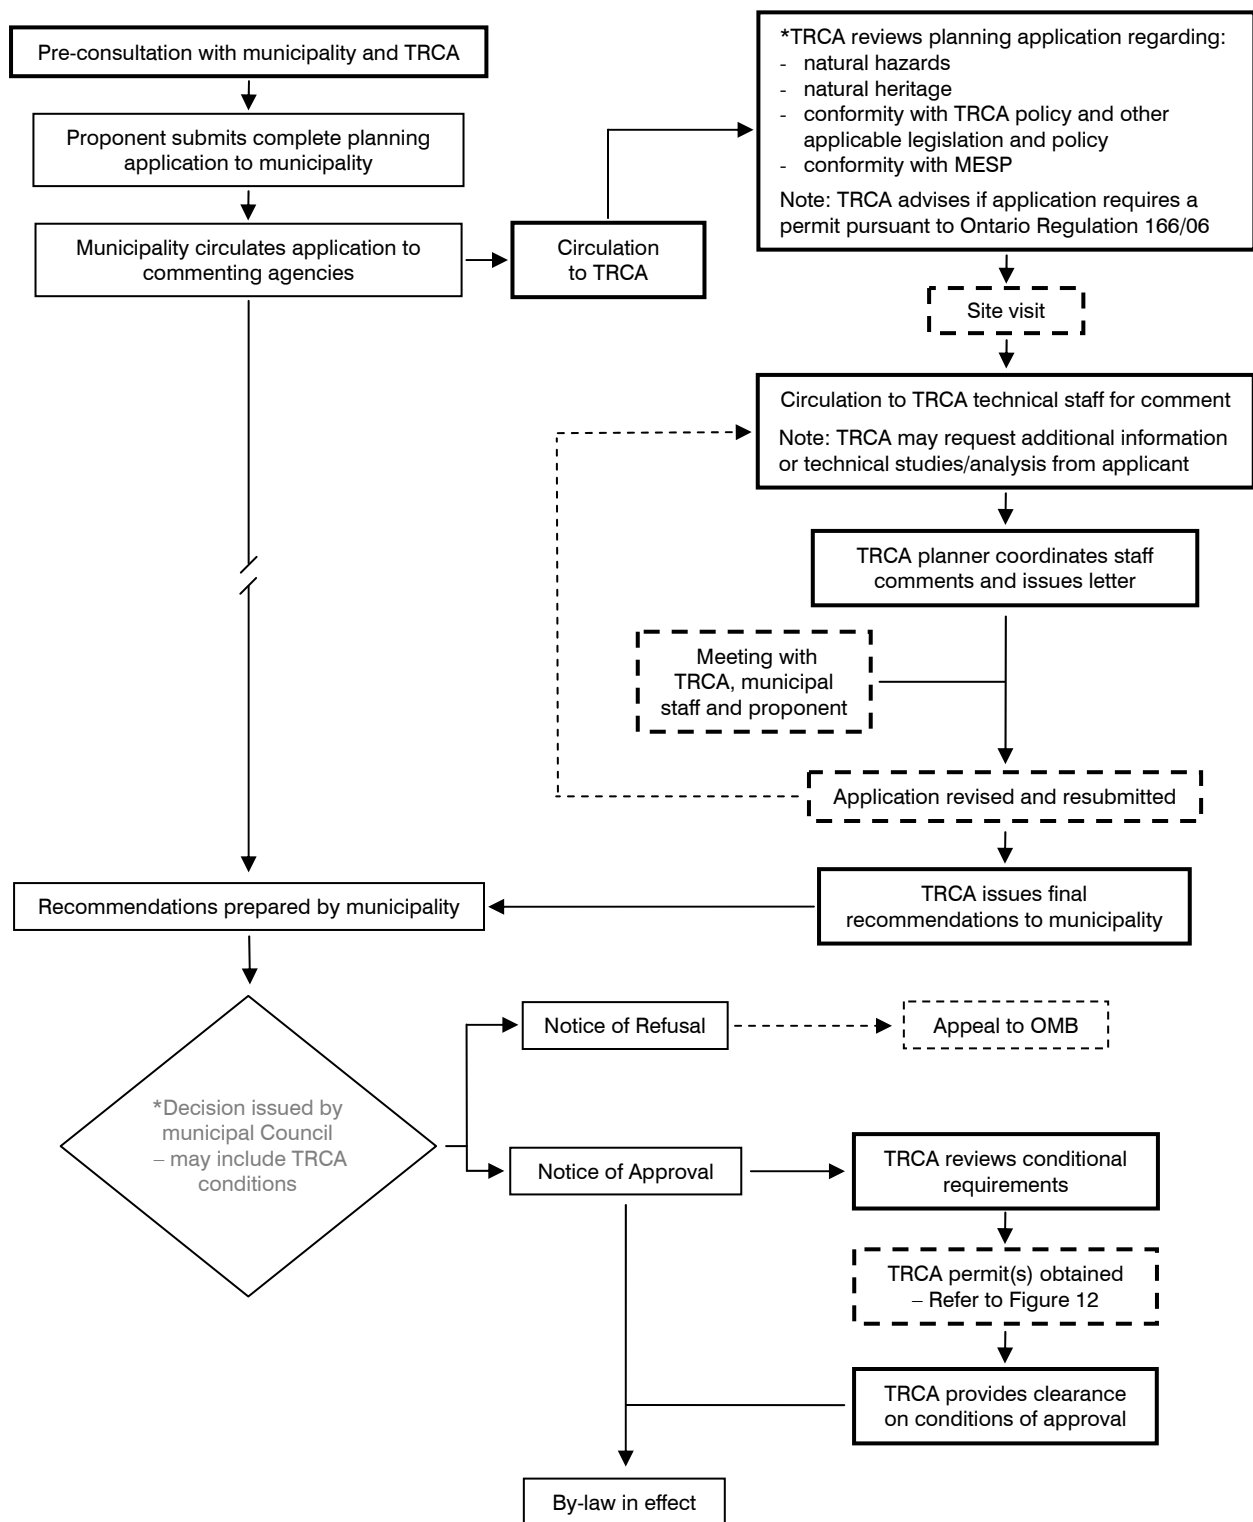 Pre-consultation with municipality and TRCA
Proponent submits complete planning
application to municipality
Municipality circulates application to
commenting agencies
Circulation
to TRCA
*TRCA reviews planning application regarding:
- natural hazards
- natural heritage
- conformity with TRCA policy and other
applicable legislation and policy
- conformity with MESP
Note: TRCA advises if application requires a
permit pursuant to Ontario Regulation 166/06
Site visit
Circulation to TRCA technical staff for comment
Note: TRCA may request additional information
or technical studies/analysis from applicant
TRCA planner coordinates staff
comments and issues letter
Meeting with
TRCA, municipal
staff and proponent
Application revised and resubmitted
TRCA issues final
recommendations to municipality
Recommendations prepared by municipality
*Decision issued by
municipal Council
– may include TRCA
conditions
Notice of Refusal
Appeal to OMB
Notice of Approval
TRCA reviews conditional
requirements
TRCA permit(s) obtained
– Refer to Figure 12
TRCA provides clearance
on conditions of approval
By-law in effect